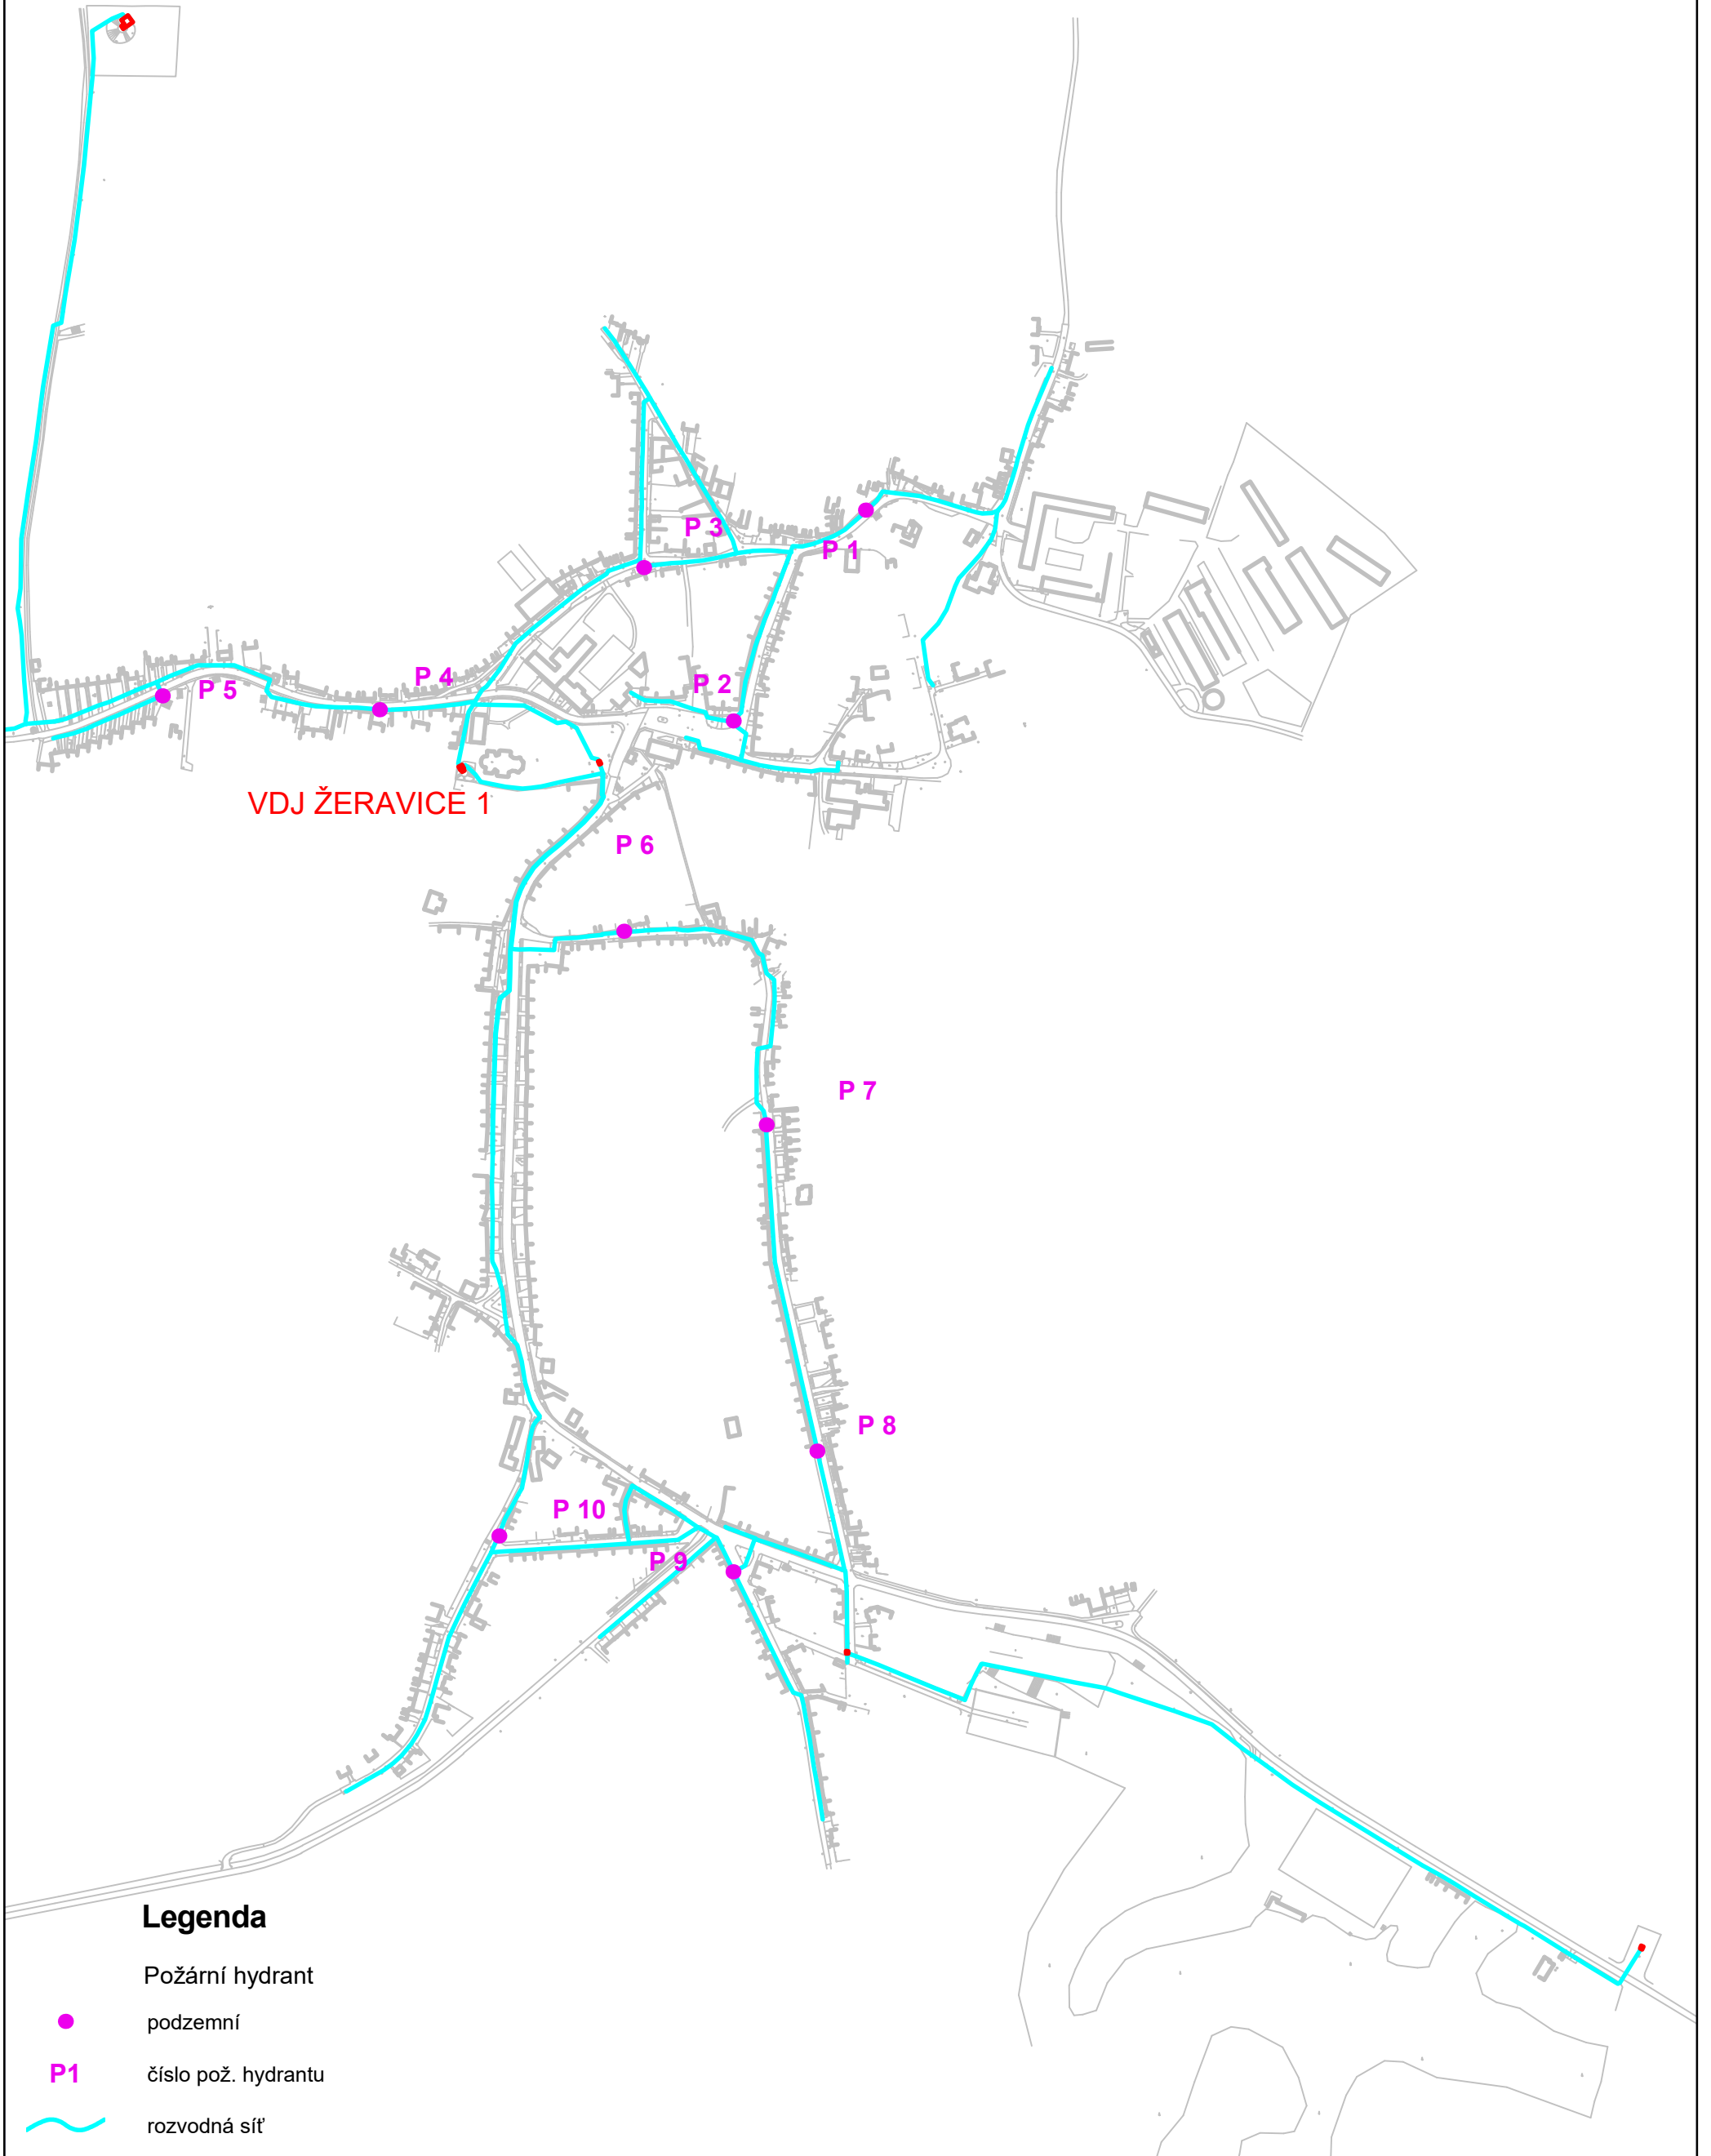 P 3
P 1
P 4
P 5
P 2
VDJ ŽERAVICE 1
P 6
P 7
P 8
P 10
P 9
Legenda
Požární hydrant
podzemní
P1
číslo pož. hydrantu
rozvodná síť